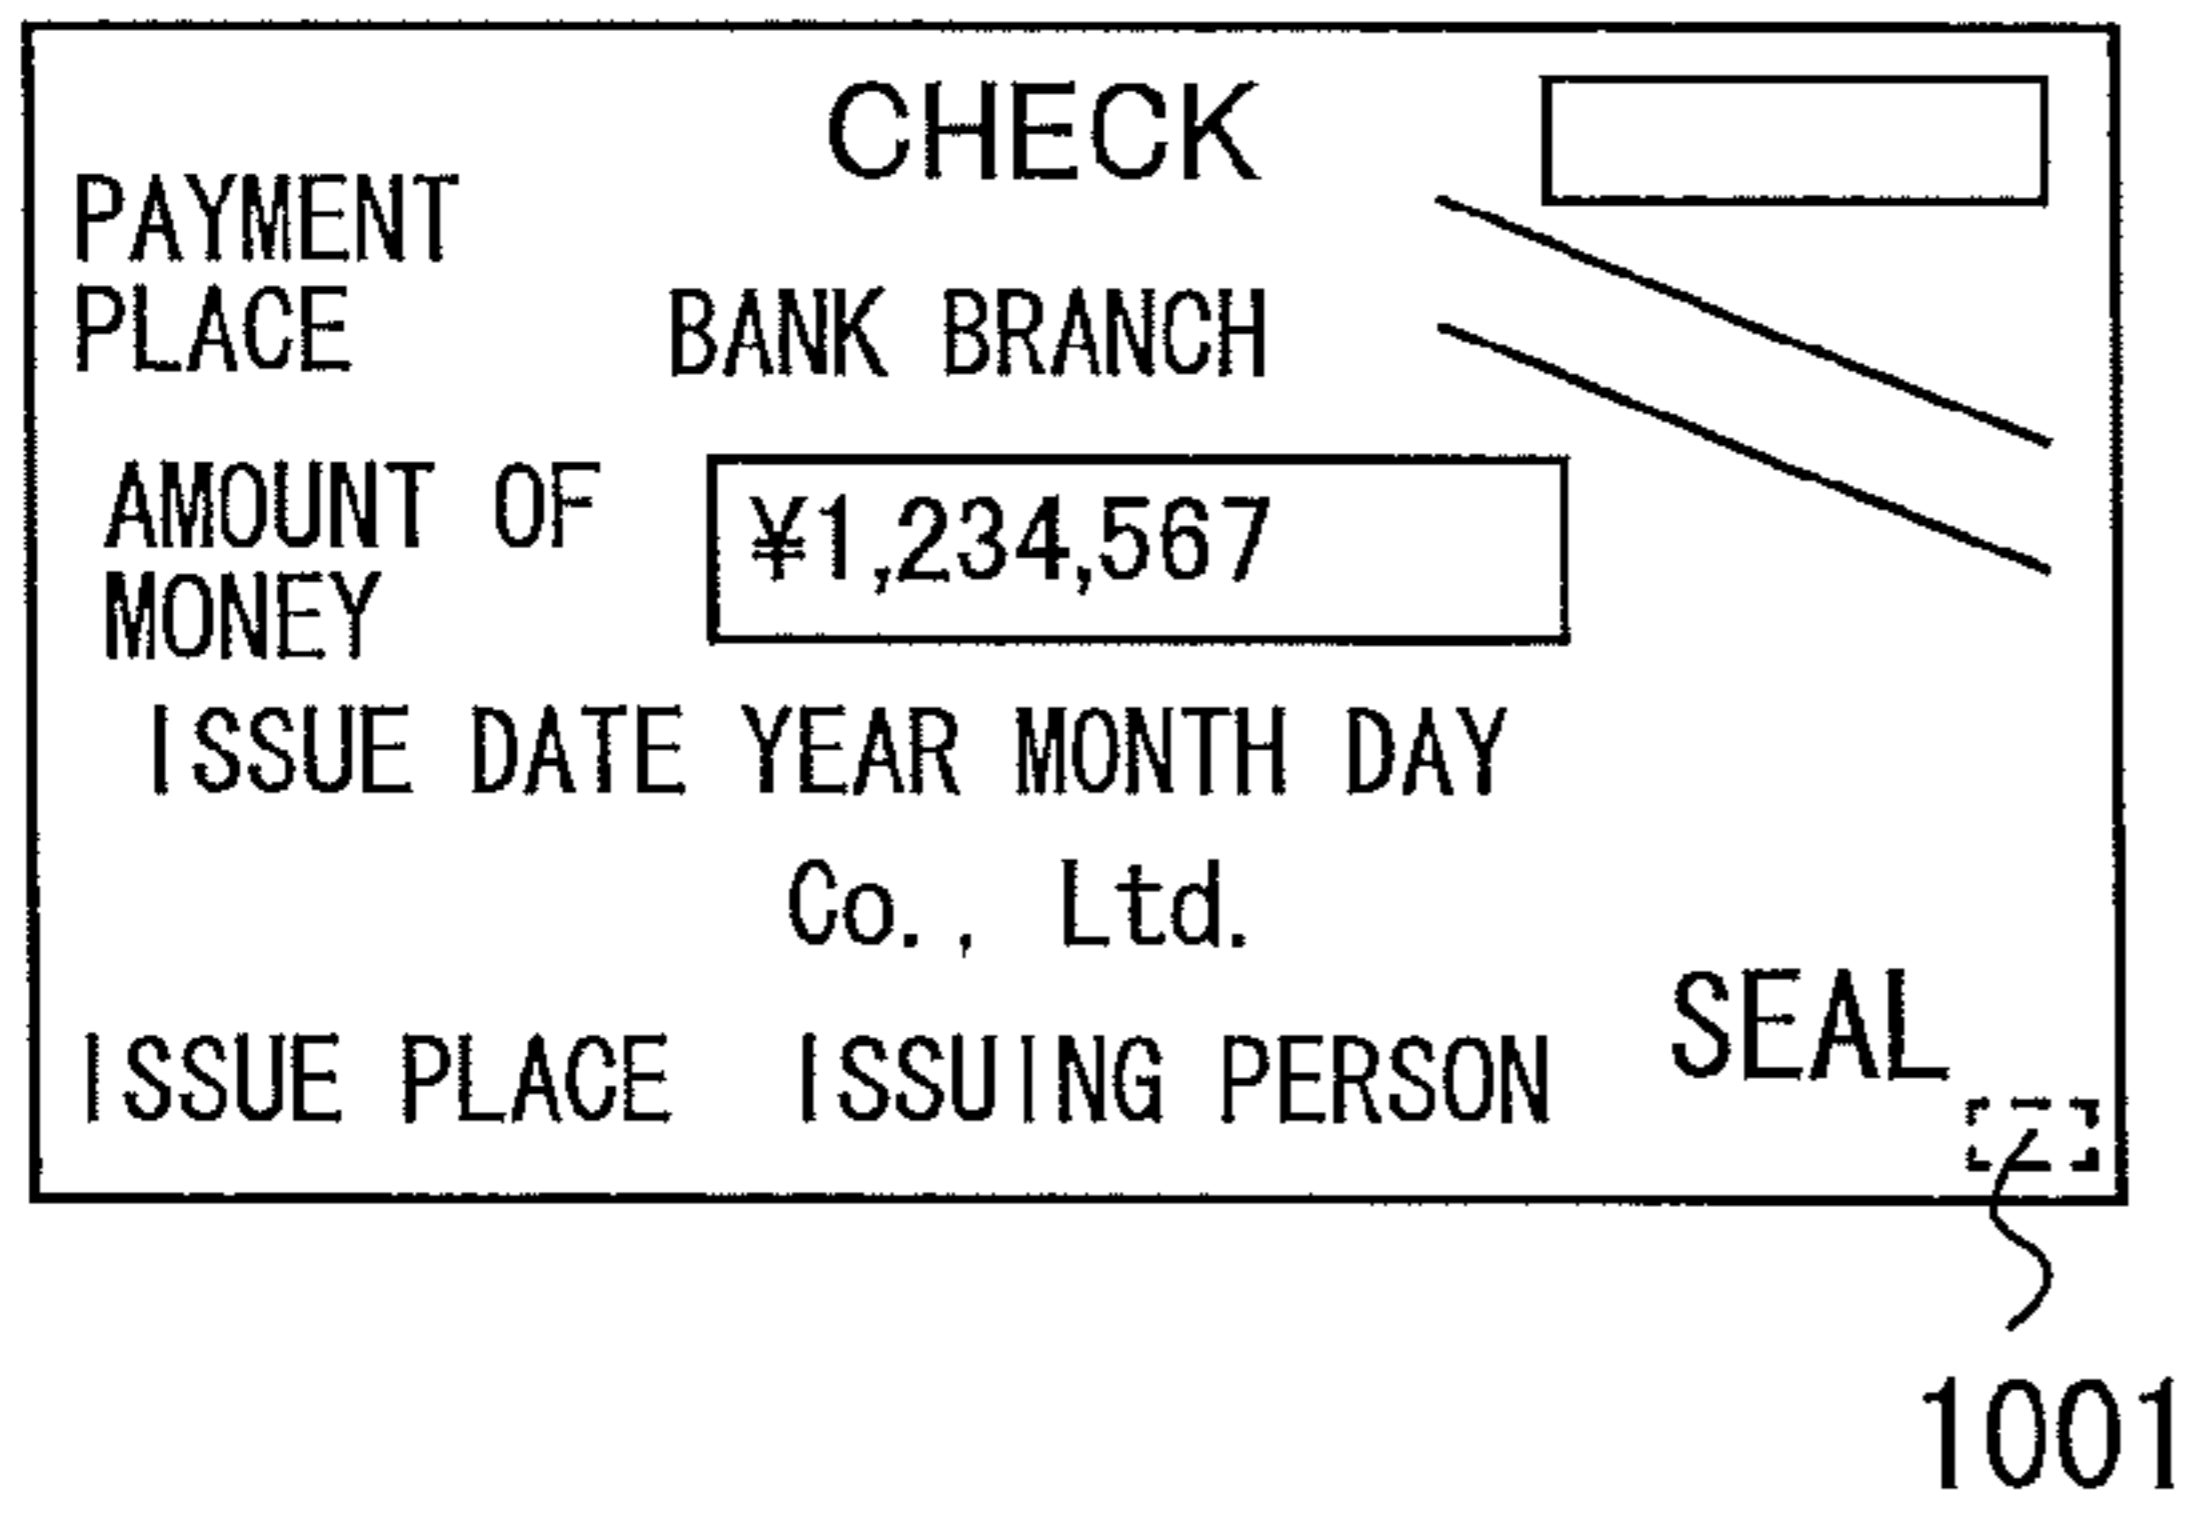 CHECK
PAYMENT
PLACE BANK BRANCH
AMOUNT OF
MONEY
¥1,234,567
ISSUE DATE YEAR MONTH DAY
Co., Ltd.
SEAL
ISSUE PLACE ISSUING PERSON
1001